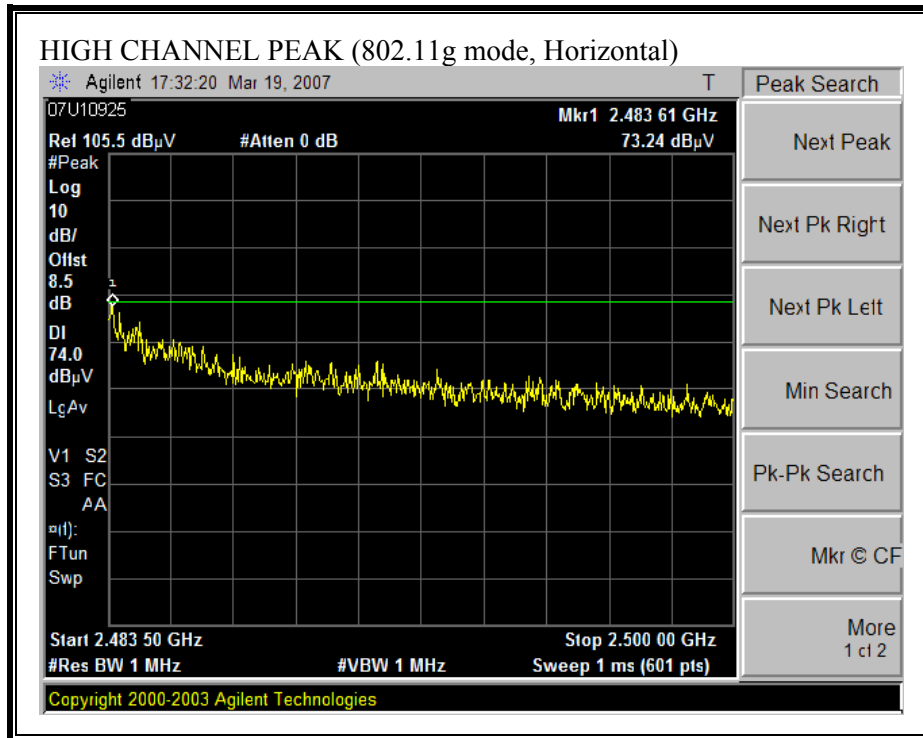 HIGH CHANNEL PEAK (802.11g mode, Horizontal)
Agilent 17:32:20 Mar 19, 2007 T
Peak Search
07U10925
Mkr1 2.483 61 GHz
Ref 105.5 dBµV #Atten 0 dB 73.24 dBµV
#Peak
Log
10
dB/
Offst
8.5
dB
DI
74.0
dBµV
LgAv
V1 S2
S3 FC
AA
¤(f):
FTun
Swp
1
Start 2.483 50 GHz Stop 2.500 00 GHz
#Res BW 1 MHz #VBW 1 MHz Sweep 1 ms (601 pts)
Copyright 2000-2003 Agilent Technologies
Next Peak
Next Pk Right
Next Pk Left
Min Search
Pk-Pk Search
Mkr © CF
More
1 of 2